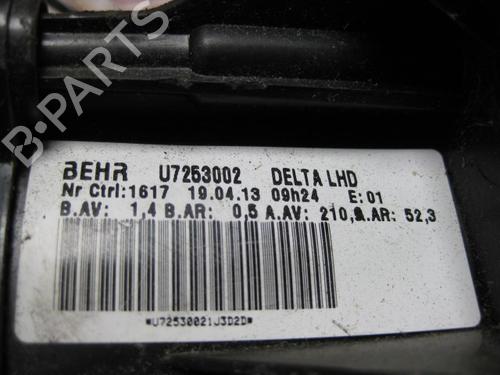 B-PARTS
BEHR U7253002 DELTA LHD
Nr Ctrl:1617 19.04.13 09h24 E:01
B.AV: 1,4 B.AR: 0,5 A.AV: 210, A.AR: 52,3
*U72530021J3D2D*